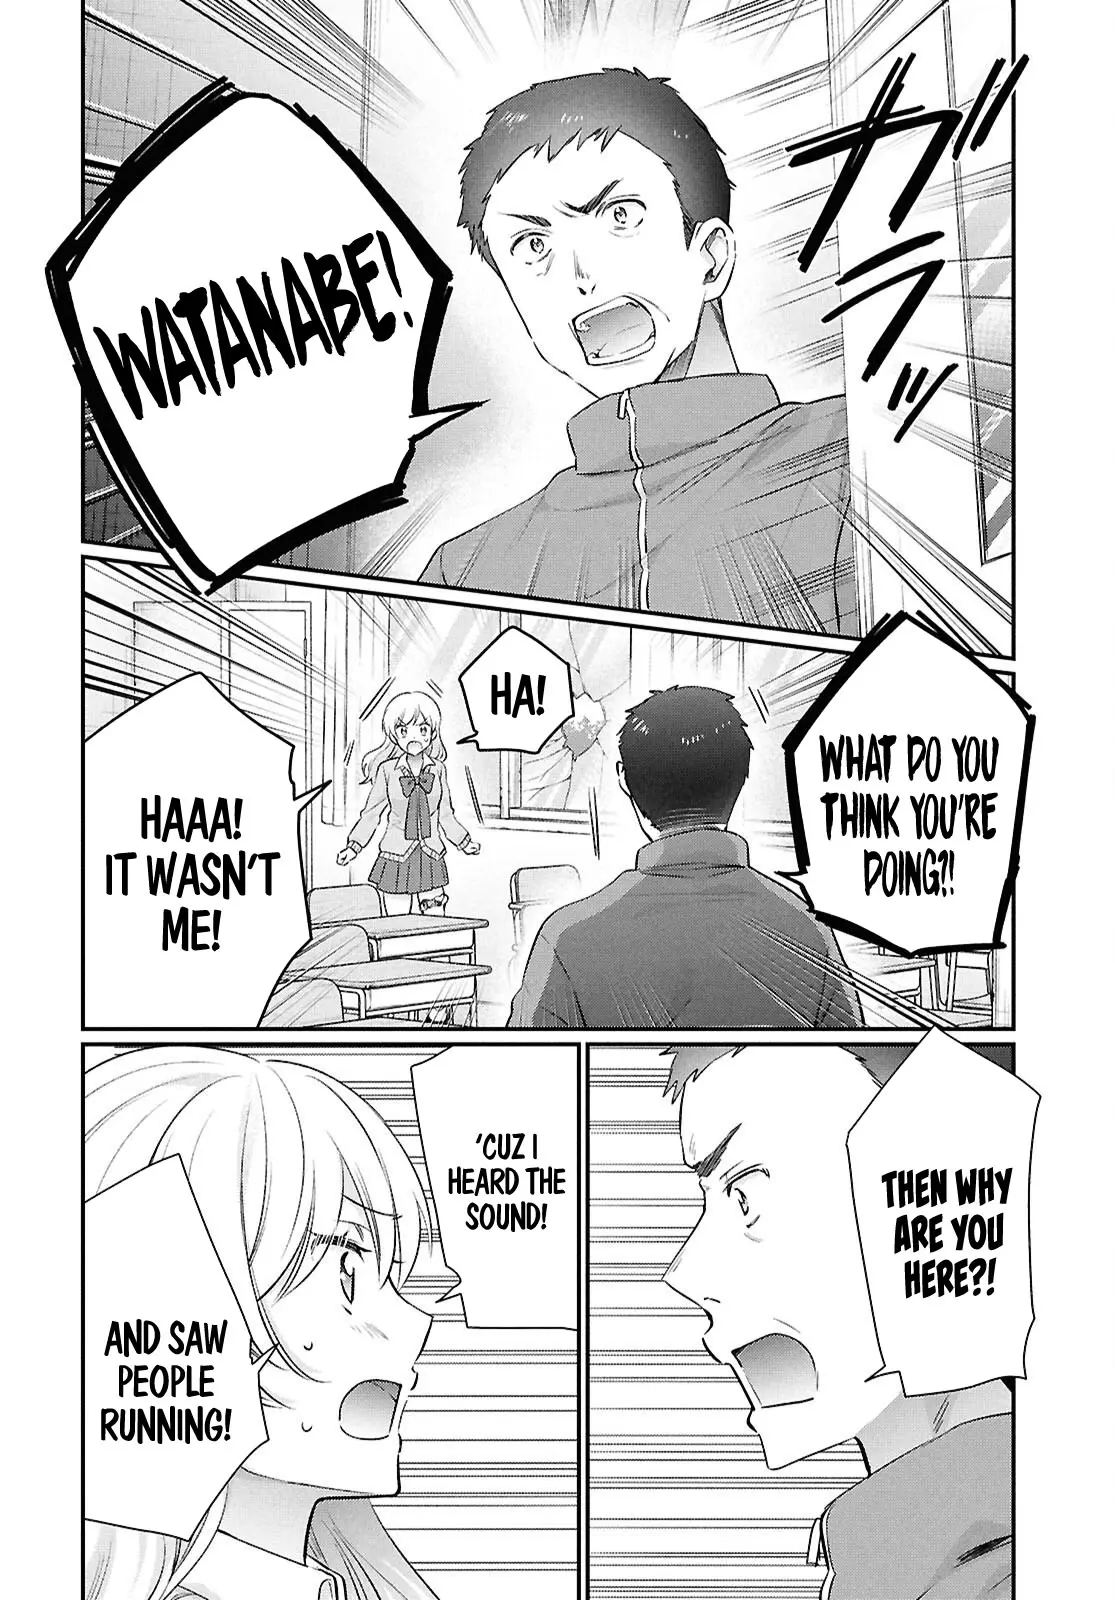 ガララ
WATANABE!
WHAT DO YOU
THINK YOU'RE
DOING?!
HA!
HAAA!
IT WASN'T
ME!
THEN WHY
ARE YOU
HERE?!
'CUZ I
HEARD THE
SOUND!
AND SAW
PEOPLE
RUNNING!